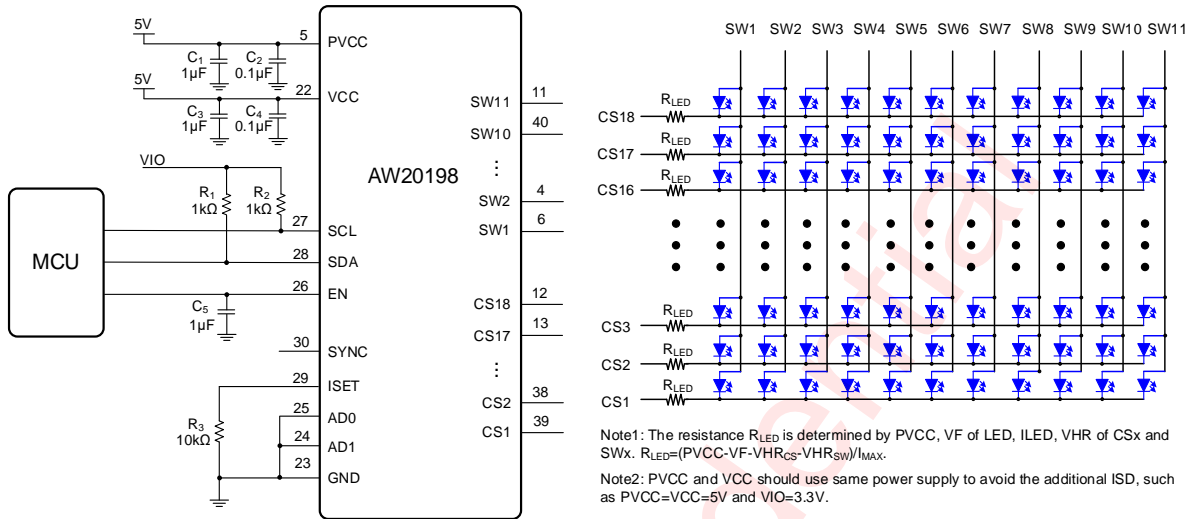 5V
5
PVCC
C1
1µF
C2
0.1µF
5V
22
VCC
C3
1µF
C4
0.1µF
VIO
R1
1kΩ
R2
1kΩ
27
SCL
28
SDA
26
EN
C5
1µF
MCU
30
SYNC
29
ISET
R3
10kΩ
25
AD0
24
AD1
23
GND
AW20198
SW11
11
SW10
40
SW2
4
SW1
6
CS18
12
CS17
13
CS2
38
CS1
39
SW1 SW2 SW3 SW4 SW5 SW6 SW7 SW8 SW9 SW10 SW11
CS18 RLED
CS17 RLED
CS16 RLED
CS3 RLED
CS2 RLED
CS1 RLED
Note1: The resistance RLED is determined by PVCC, VF of LED, ILED, VHR of CSx and
SWx. RLED=(PVCC-VF-VHRCS-VHRSW)/IMAX.
Note2: PVCC and VCC should use same power supply to avoid the additional ISD, such
as PVCC=VCC=5V and VIO=3.3V.
dential